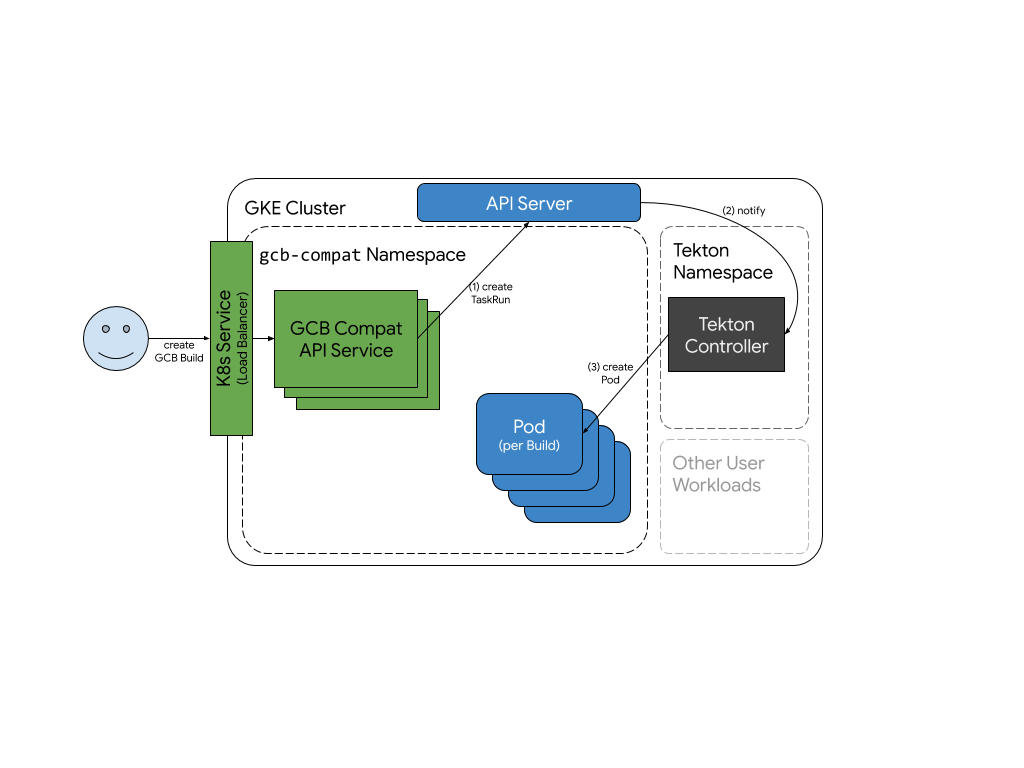 GKE Cluster
API Server
(2) notify
gcb-compat Namespace
Tekton
Namespace
(1) create
TaskRun
K8s Service
(Load Balancer)
GCB Compat
API Service
Tekton
Controller
create
GCB Build
(3) create
Pod
Pod
(per Build)
Other User
Workloads